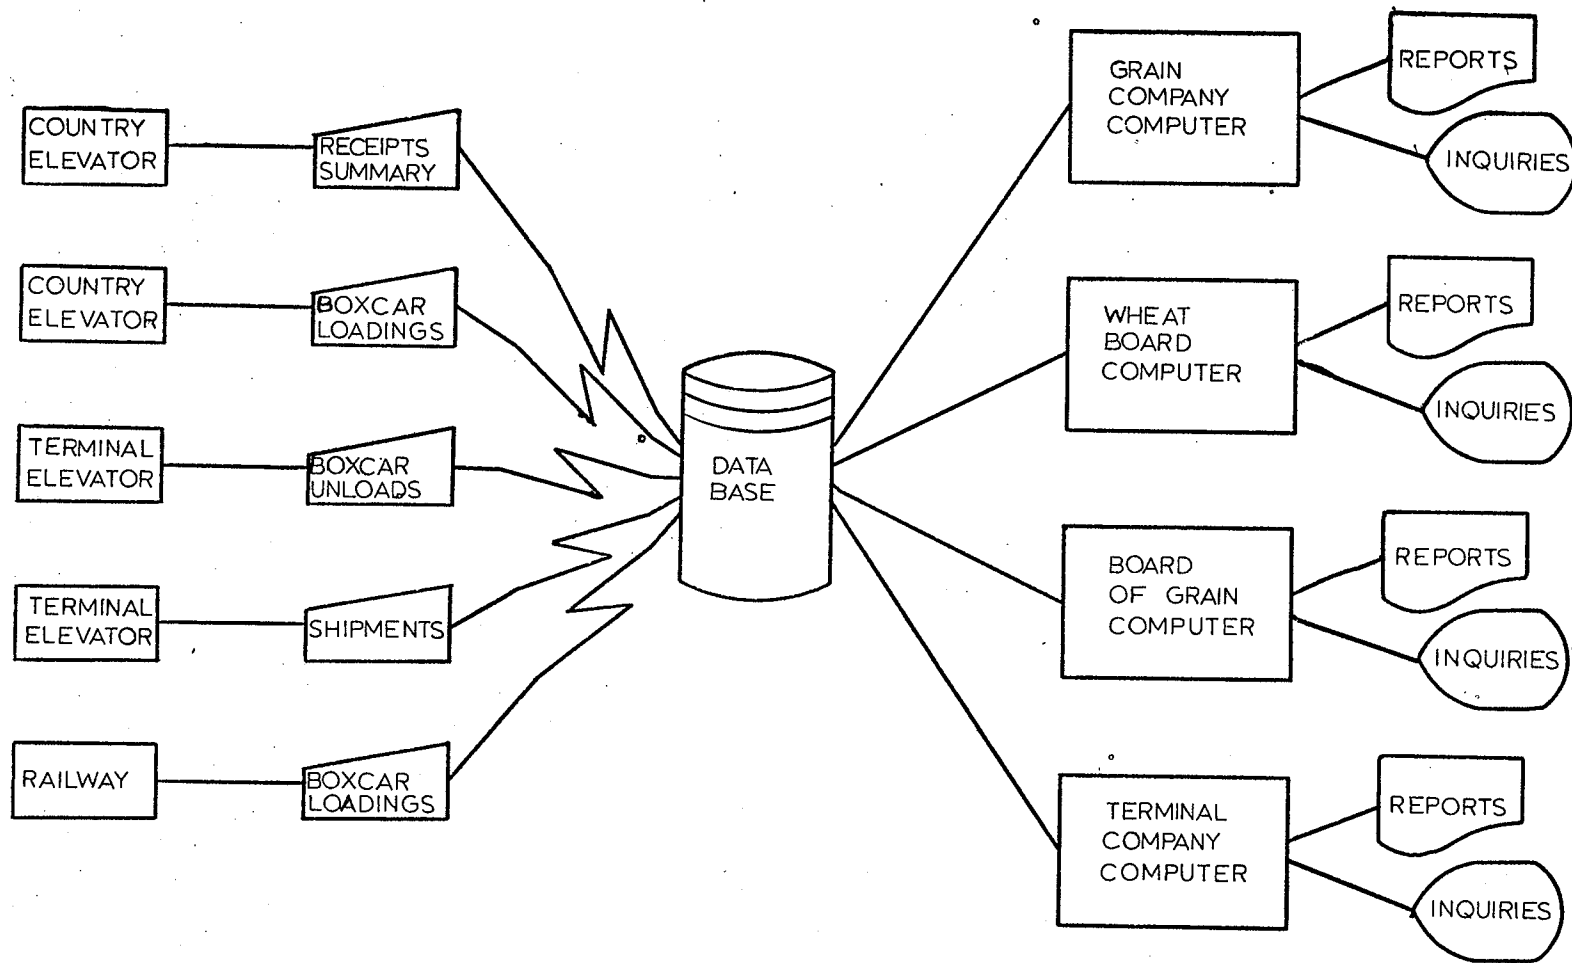 COUNTRY
ELEVATOR
RECEIPTS
SUMMARY
COUNTRY
ELEVATOR
BOXCAR
LOADINGS
TERMINAL
ELEVATOR
BOXCAR
UNLOADS
TERMINAL
ELEVATOR
SHIPMENTS
RAILWAY
BOXCAR
LOADINGS
DATA
BASE
GRAIN
COMPANY
COMPUTER
REPORTS
INQUIRIES
WHEAT
BOARD
COMPUTER
REPORTS
INQUIRIES
BOARD
OF GRAIN
COMPUTER
REPORTS
INQUIRIES
TERMINAL
COMPANY
COMPUTER
REPORTS
INQUIRIES